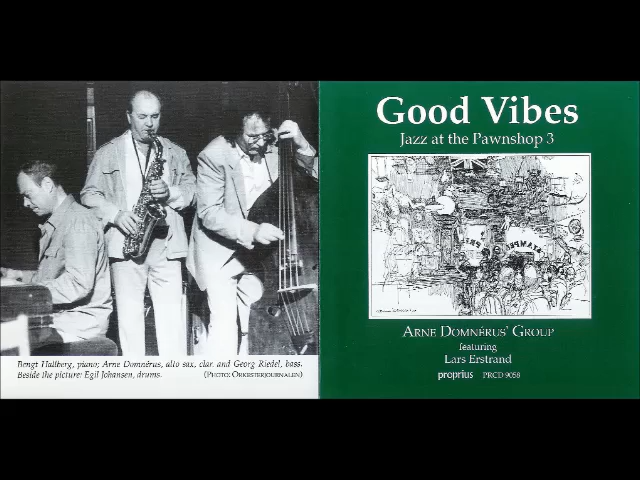 Bengt Hallberg, piano; Arne Domnérus, alto sax, clar. and Georg Riedel, bass.
Beside the picture: Egil Johansen, drums.
(PHOTO: ORKESTERJOURNALEN)
Good Vibes
Jazz at the Pawnshop 3
STAMPEN
ARNE DOMNÉRUS' GROUP
featuring
Lars Erstrand
proprius PRCD 9058